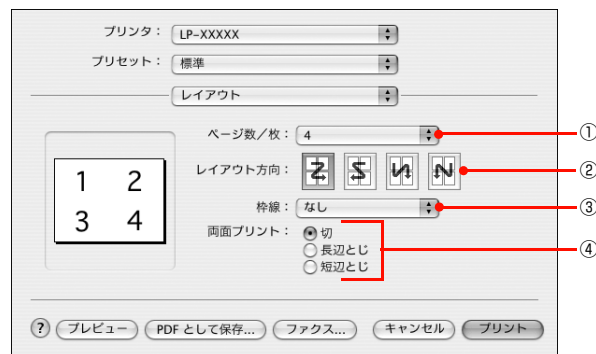 プリンタ： LP-XXXXX
プリセット： 標準
レイアウト
ページ数／枚： 4 ①
レイアウト方向： ②
枠線： なし ③
両面プリント： 切
長辺とじ ④
短辺とじ
1 2
3 4
? プレビュー PDF として保存... ファクス... キャンセル プリント